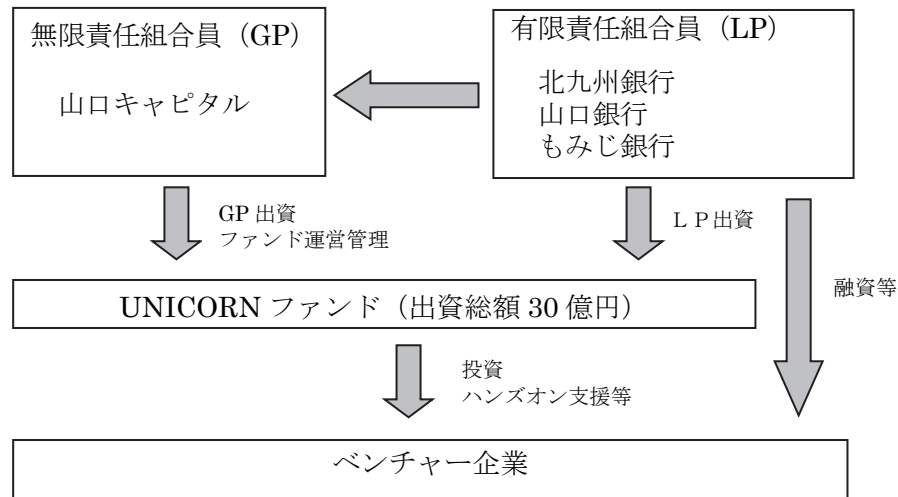 無限責任組合員(GP)
山口キャピタル
有限責任組合員(LP)
北九州銀行
山口銀行
もみじ銀行
GP 出資
ファンド運営管理
LP出資
融資等
UNICORN ファンド(出資総額 30 億円)
投資
ハンズオン支援等
ベンチャー企業